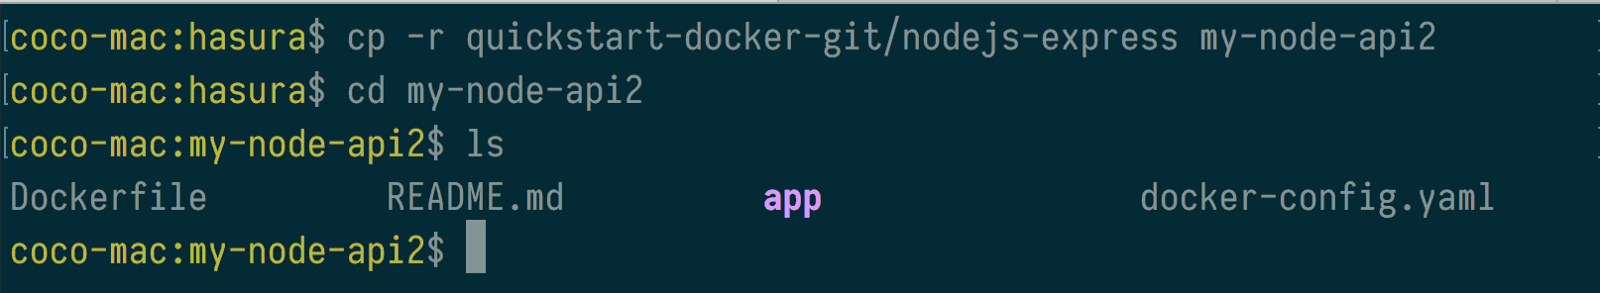 [coco-mac:hasura$ cp -r quickstart-docker-git/nodejs-express my-node-api2
[coco-mac:hasura$ cd my-node-api2
[coco-mac:my-node-api2$ ls
Dockerfile README.md app docker-config.yaml
coco-mac:my-node-api2$